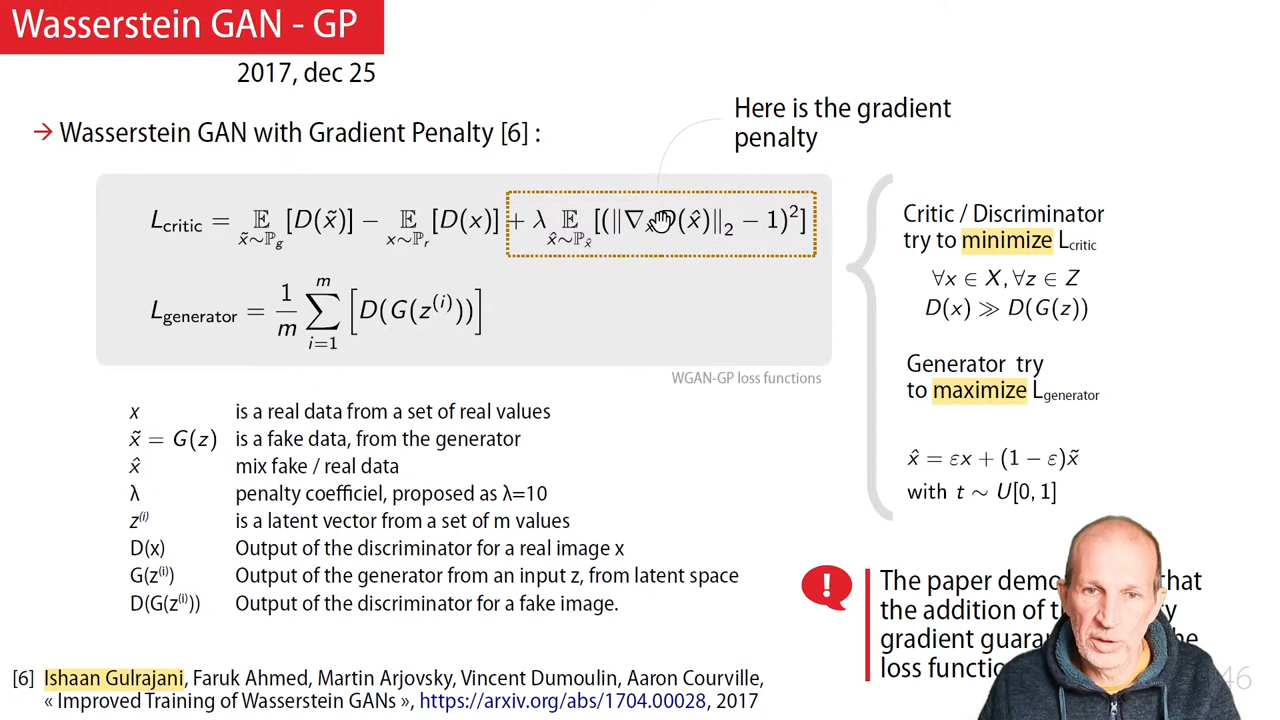 Wasserstein GAN - GP
2017, dec 25
→ Wasserstein GAN with Gradient Penalty [6] :
Here is the gradient
penalty
L_critic = 𝔼_{x̃∼ℙ_g} [D(x̃)] − 𝔼_{x∼ℙ_r} [D(x)] + λ 𝔼_{x̂∼ℙ_x̂} [(‖∇_x̂ D(x̂)‖₂ − 1)²]
L_generator = 1/m ∑_{i=1}^{m} [D(G(z^(i)))]
WGAN-GP loss functions
Critic / Discriminator
try to minimize L_critic
∀x ∈ X, ∀z ∈ Z
D(x) ≫ D(G(z))
Generator try
to maximize L_generator
x̂ = εx + (1 − ε)x̃
with t ∼ U[0, 1]
x is a real data from a set of real values
x̃ = G(z) is a fake data, from the generator
x̂ mix fake / real data
λ penalty coefficiel, proposed as λ=10
z^(i) is a latent vector from a set of m values
D(x) Output of the discriminator for a real image x
G(z^(i)) Output of the generator from an input z, from latent space
D(G(z^(i))) Output of the discriminator for a fake image.
!
The paper that
the addition of
gradient
loss
[6] Ishaan Gulrajani, Faruk Ahmed, Martin Arjovsky, Vincent Dumoulin, Aaron Courville,
« Improved Training of Wasserstein GANs », https://arxiv.org/abs/1704.00028, 2017
46